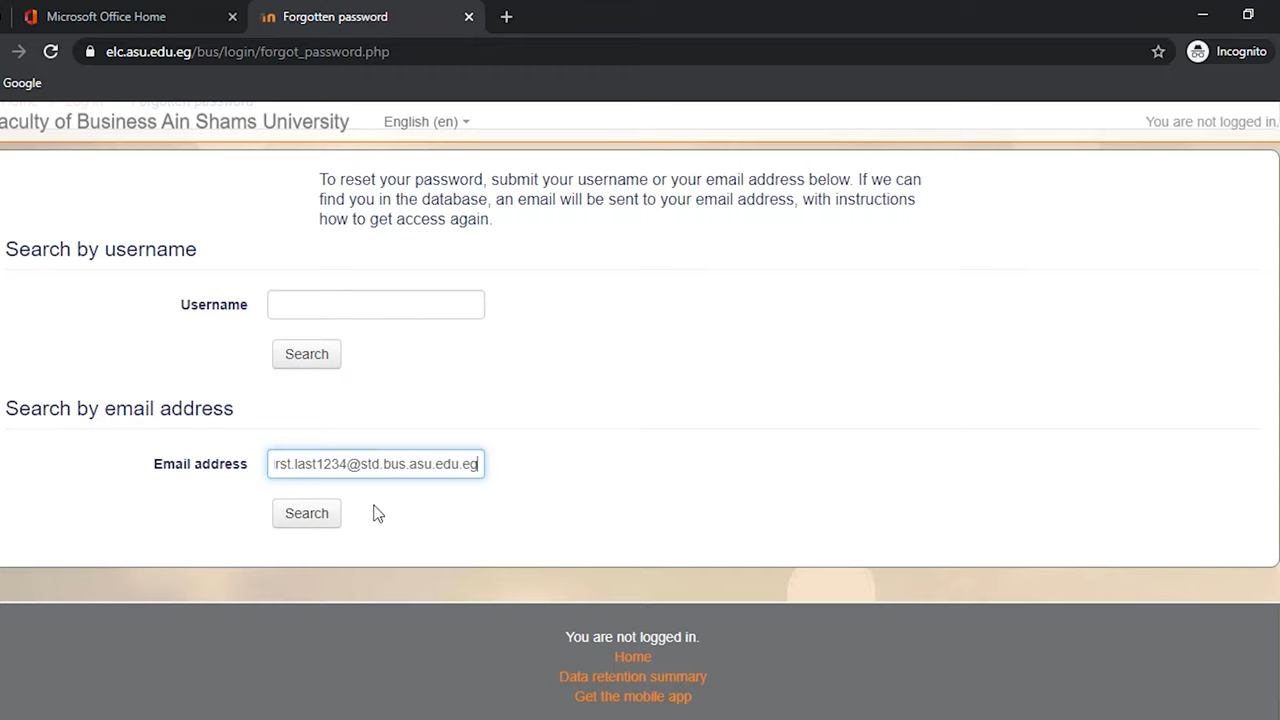 Microsoft Office Home
Forgotten password
elc.asu.edu.eg/bus/login/forgot_password.php
Incognito
Google
Forgotten password
aculty of Business Ain Shams University
English (en)
You are not logged in.
To reset your password, submit your username or your email address below. If we can
find you in the database, an email will be sent to your email address, with instructions
how to get access again.
Search by username
Username
Search
Search by email address
Email address
rst.last1234@std.bus.asu.edu.eg
Search
You are not logged in.
Home
Data retention summary
Get the mobile app